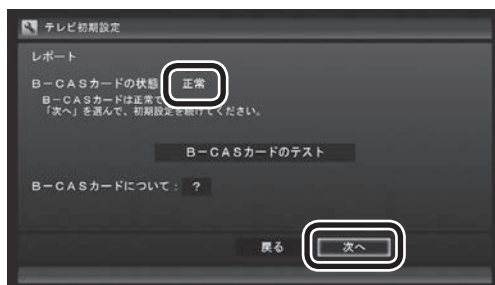 テレビ初期設定
レポート
B-CASカードの状態 正常
B-CASカードは正常で
「次へ」を選んで、初期設定を続けてください。
B-CASカードのテスト
B-CASカードについて： ?
戻る 次へ